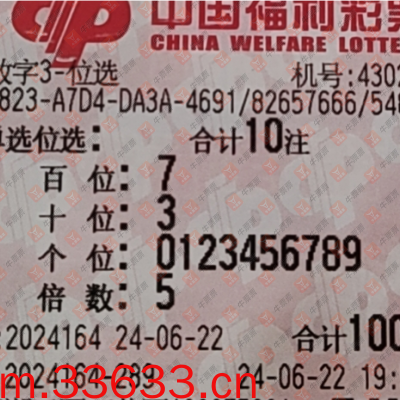 中国福利彩票
CHINA WELFARE LOTTE
数字3-位选 机号:4302
823-A7D4-DA3A-4691/82657666/548
单选位选: 合计10注
百位: 7
十位: 3
个位: 0123456789
倍数: 5
:2024164 24-06-22 合计100
2024164-289 24-06-22 19:
m.33633.cn